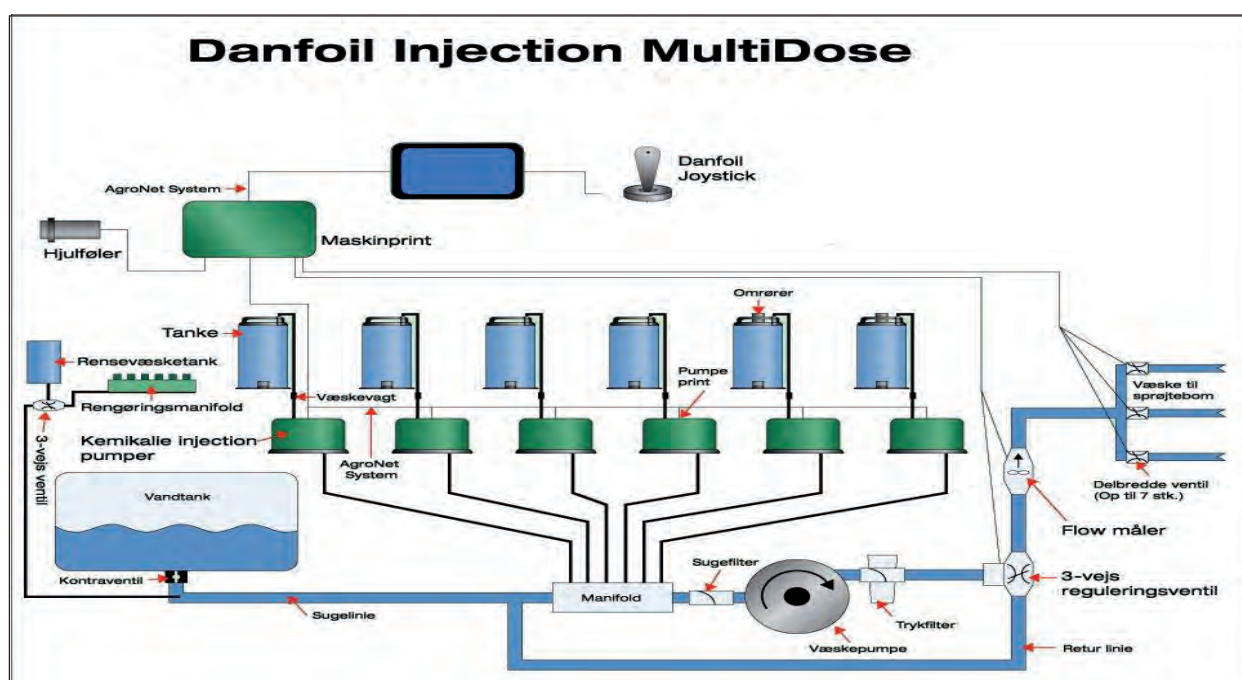 Danfoil Injection MultiDose
AgroNet System
Danfoil
Joystick
Hjulføler
Maskinprint
Omrører
Tanke
Rensevæsketank
Pumpe
print
Væske til
sprøjtebom
Rengøringsmanifold
Væskevagt
3-vejs ventil
Kemikalie injection
pumper
AgroNet
System
Delbredde ventil
(Op til 7 stk.)
Vandtank
Flow måler
Kontraventil
Sugefilter
3-vejs
reguleringsventil
Manifold
Sugelinie
Trykfilter
Væskepumpe
Retur linie